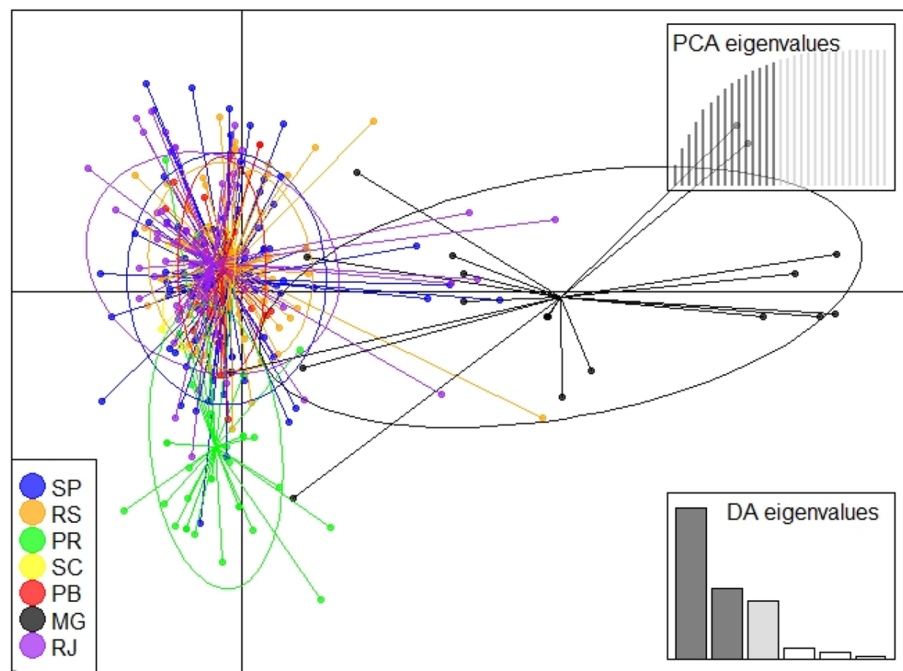 PCA eigenvalues
SP
RS
PR
SC
PB
MG
RJ
DA eigenvalues